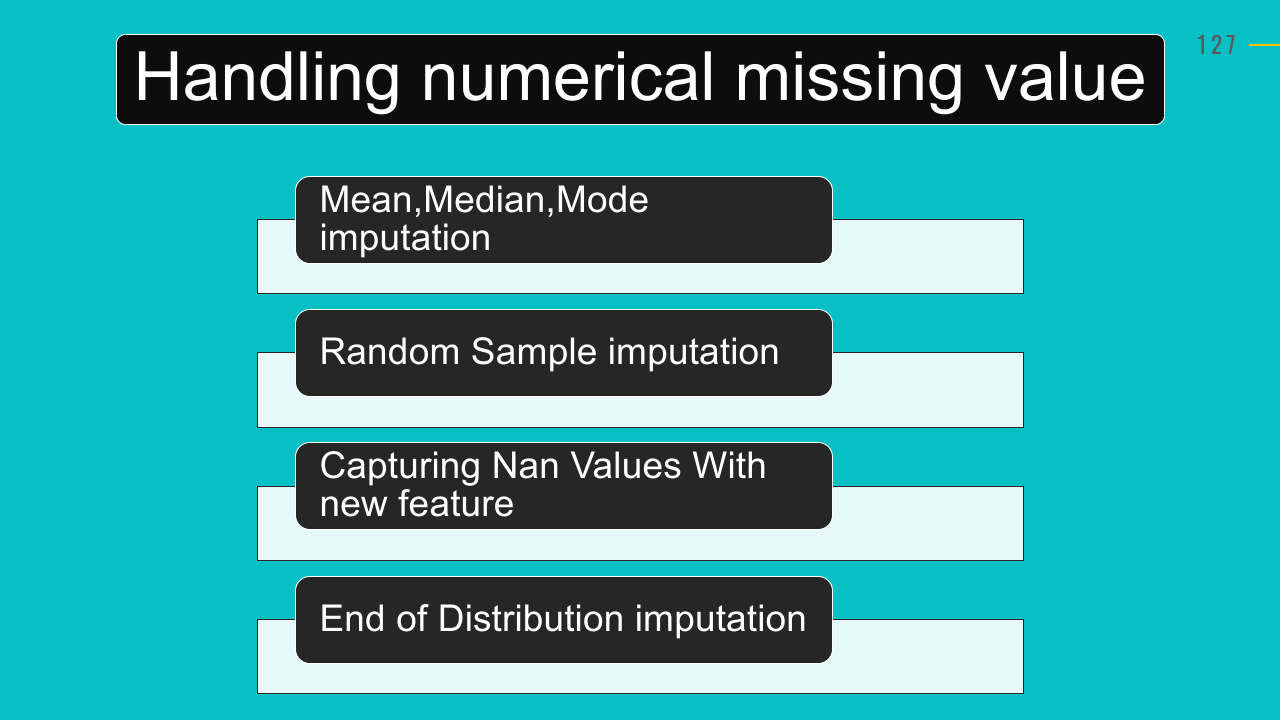 127
Handling numerical missing value
Mean,Median,Mode
imputation
Random Sample imputation
Capturing Nan Values With
new feature
End of Distribution imputation